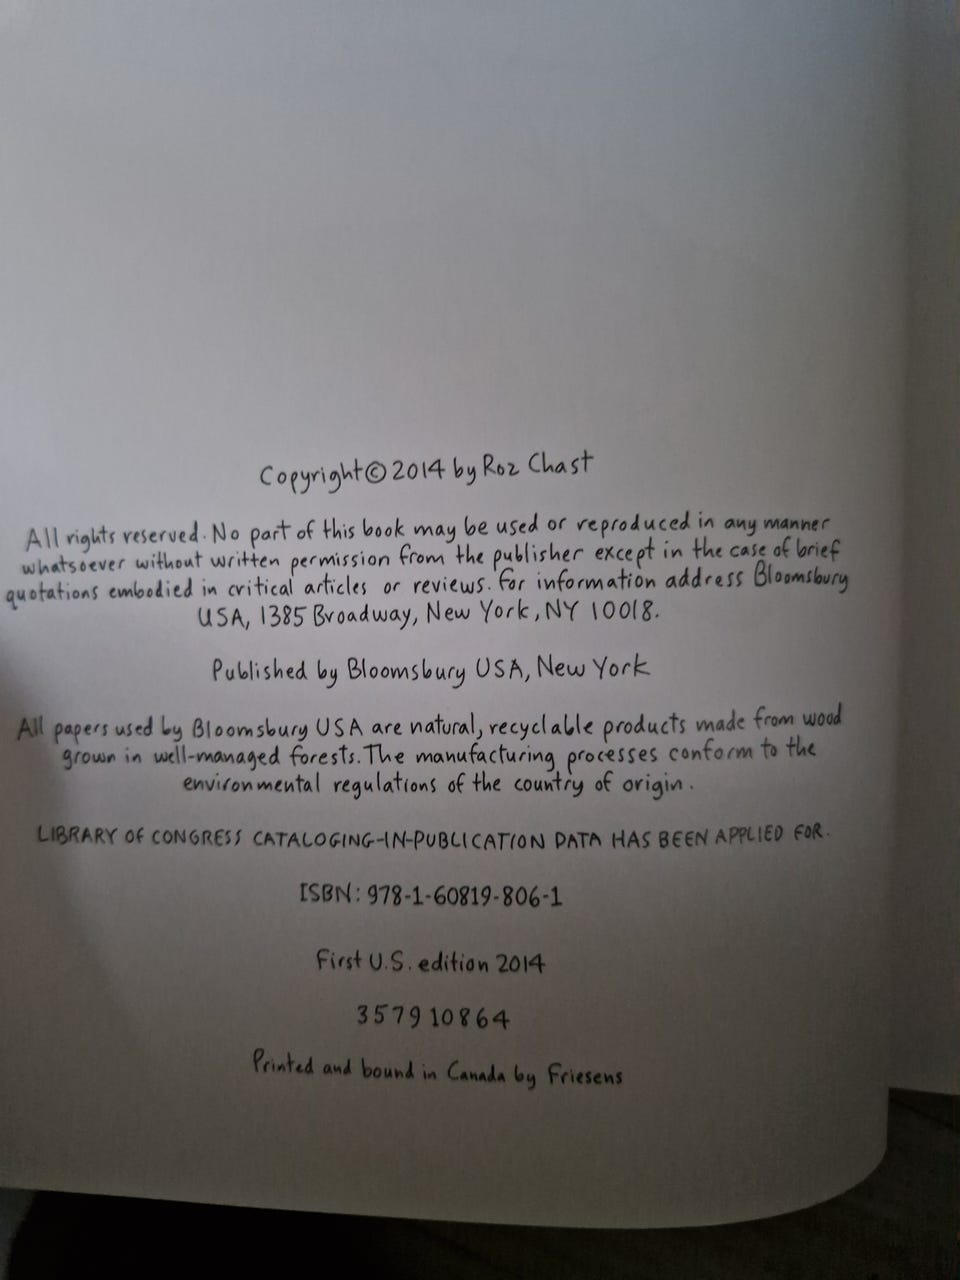 Copyright © 2014 by Roz Chast
All rights reserved. No part of this book may be used or reproduced in any manner
whatsoever without written permission from the publisher except in the case of brief
quotations embodied in critical articles or reviews. For information address Bloomsbury
USA, 1385 Broadway, New York, NY 10018.
Published by Bloomsbury USA, New York
All papers used by Bloomsbury USA are natural, recyclable products made from wood
grown in well-managed forests. The manufacturing processes conform to the
environmental regulations of the country of origin.
LIBRARY OF CONGRESS CATALOGING-IN-PUBLICATION DATA HAS BEEN APPLIED FOR.
ISBN: 978-1-60819-806-1
First U.S. edition 2014
3 5 7 9 10 8 6 4
Printed and bound in Canada by Friesens